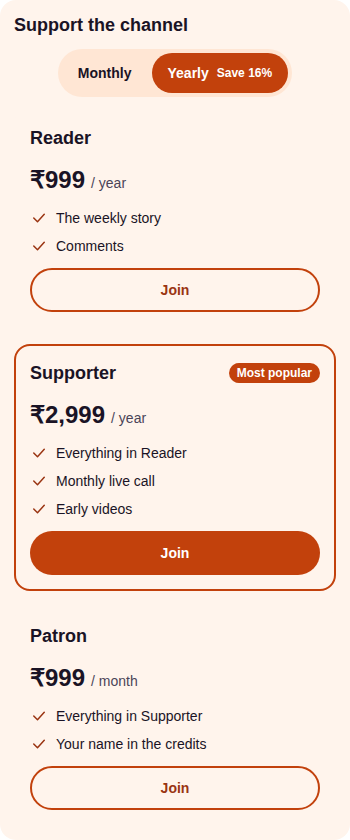 Support the channel
Monthly Yearly Save 16%
Reader
₹999 / year
The weekly story
Comments
Join
Supporter Most popular
₹2,999 / year
Everything in Reader
Monthly live call
Early videos
Join
Patron
₹999 / month
Everything in Supporter
Your name in the credits
Join